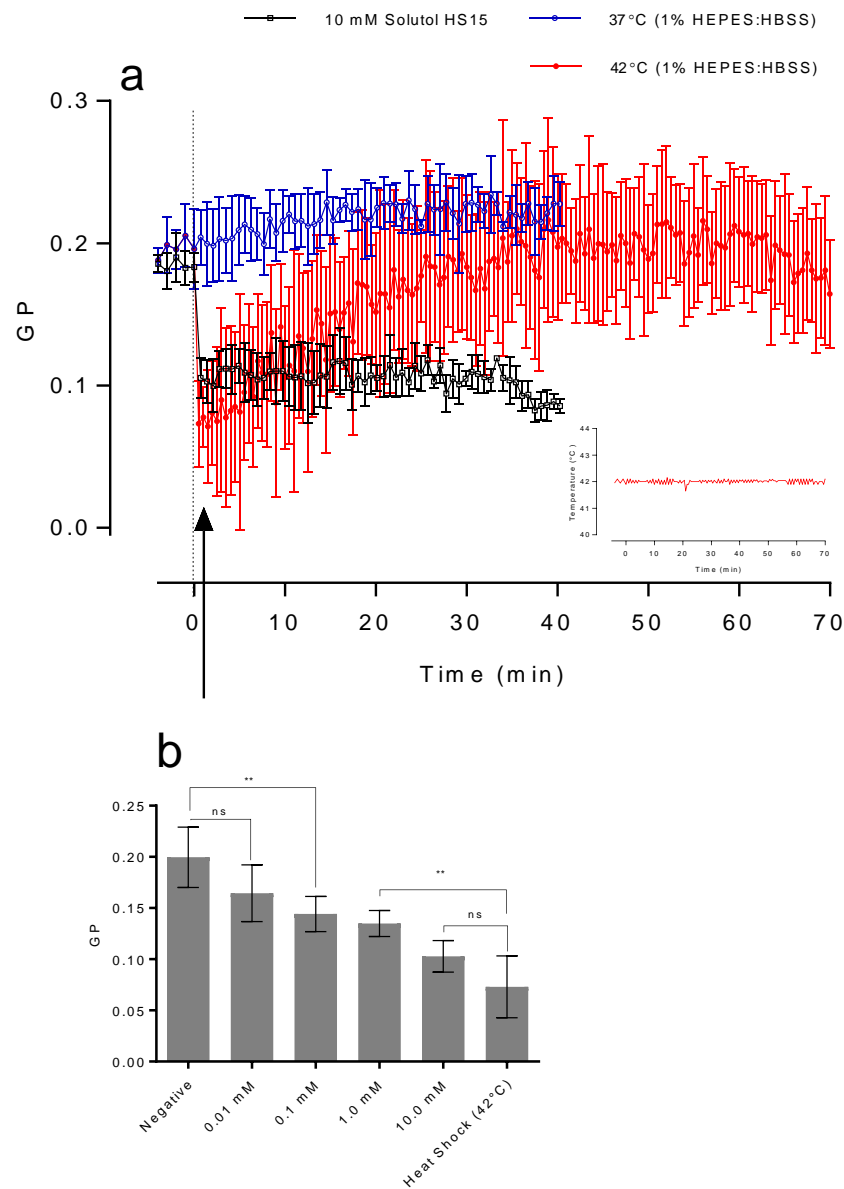 10 mM Solutol HS15
37°C (1% HEPES:HBSS)
42°C (1% HEPES:HBSS)
a
0.3
0.2
0.1
0.0
GP
0 10 20 30 40 50 60 70
Time (min)
44
43
42
41
40
Temperature (°C)
0 10 20 30 40 50 60 70
Time (min)
b
**
ns
**
ns
0.25
0.20
0.15
0.10
0.05
0.00
GP
Negative
0.01 mM
0.1 mM
1.0 mM
10.0 mM
Heat Shock (42°C)